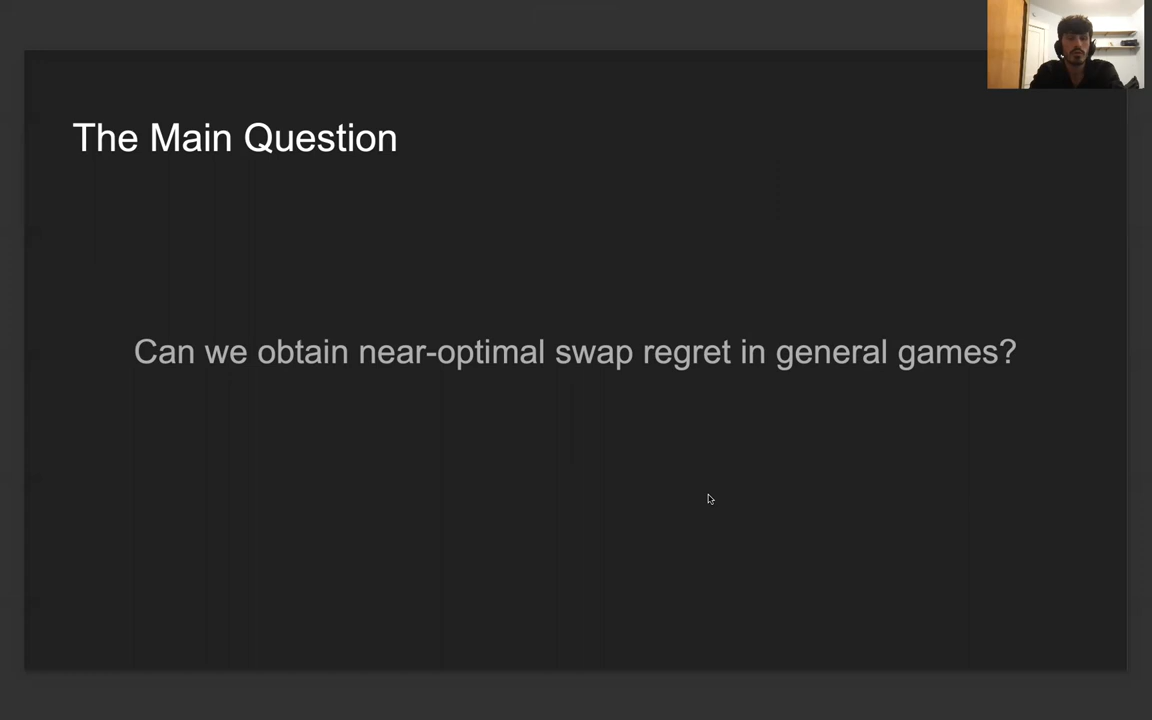 The Main Question
Can we obtain near-optimal swap regret in general games?